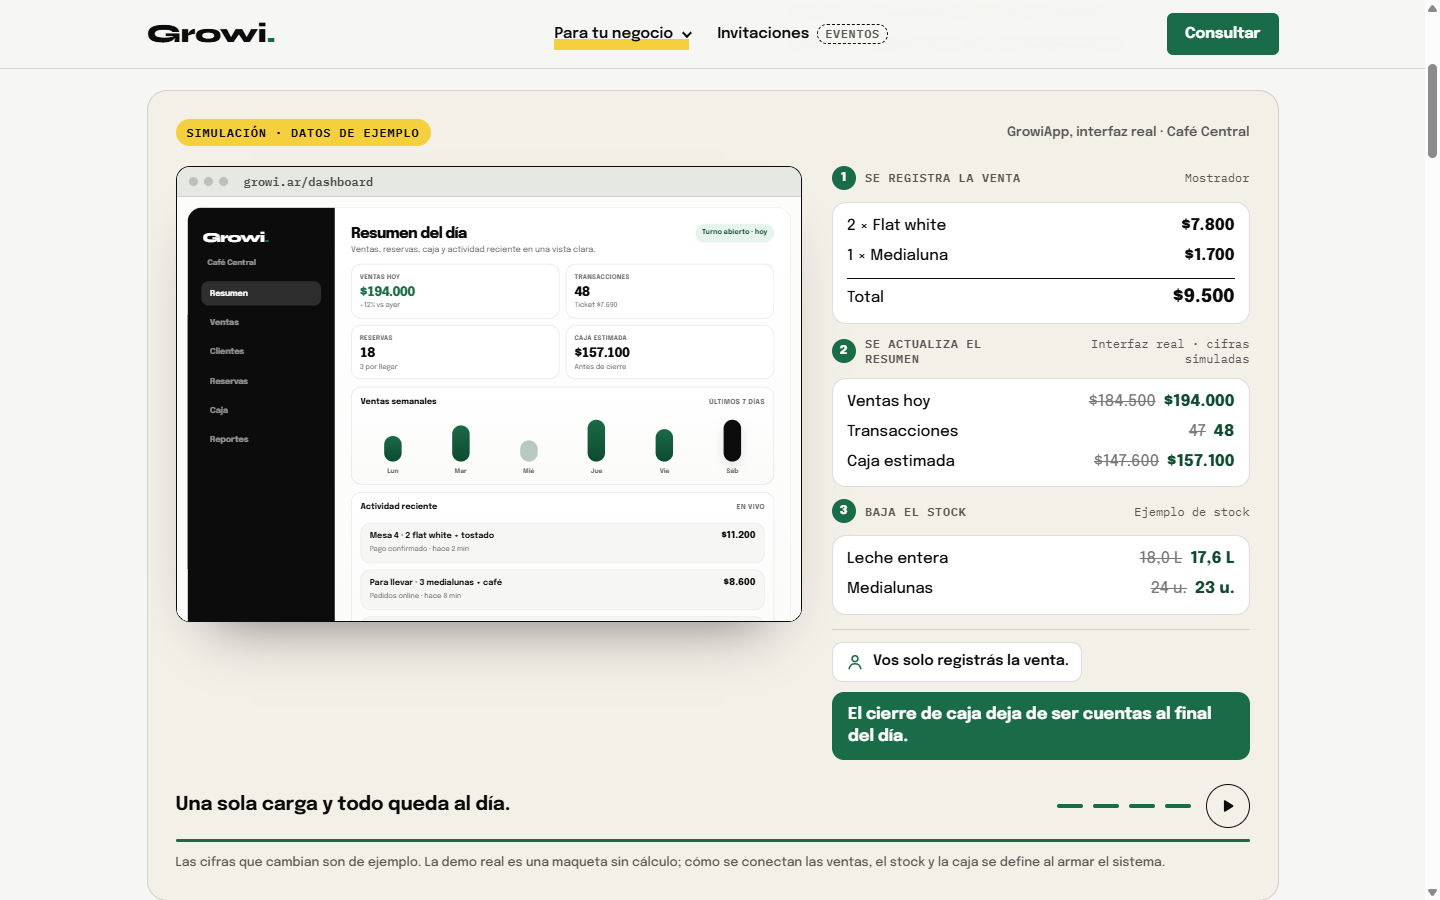 Growi.
Para tu negocio
Invitaciones EVENTOS
Consultar
SIMULACIÓN · DATOS DE EJEMPLO
GrowiApp, interfaz real · Café Central
growi.ar/dashboard
Growi.
Café Central
Resumen
Ventas
Clientes
Reservas
Caja
Reportes
Resumen del día
Ventas, reservas, caja y actividad reciente en una vista clara.
Turno abierto · hoy
VENTAS HOY
$194.000
+12% vs ayer
TRANSACCIONES
48
Ticket $7.690
RESERVAS
18
3 por llegar
CAJA ESTIMADA
$157.100
Antes de cierre
Ventas semanales
ÚLTIMOS 7 DÍAS
Lun Mar Mié Jue Vie Sáb
Actividad reciente
EN VIVO
Mesa 4 · 2 flat white + tostado
$11.200
Pago confirmado · hace 2 min
Para llevar · 3 medialunas + café
$8.600
Pedidos online · hace 8 min
1 SE REGISTRA LA VENTA
Mostrador
2 × Flat white $7.800
1 × Medialuna $1.700
Total $9.500
2 SE ACTUALIZA EL
RESUMEN
Interfaz real · cifras
simuladas
Ventas hoy $184.500 $194.000
Transacciones 47 48
Caja estimada $147.600 $157.100
3 BAJA EL STOCK
Ejemplo de stock
Leche entera 18,0 L 17,6 L
Medialunas 24 u. 23 u.
Vos solo registrás la venta.
El cierre de caja deja de ser cuentas al final
del día.
Una sola carga y todo queda al día.
Las cifras que cambian son de ejemplo. La demo real es una maqueta sin cálculo; cómo se conectan las ventas, el stock y la caja se define al armar el sistema.